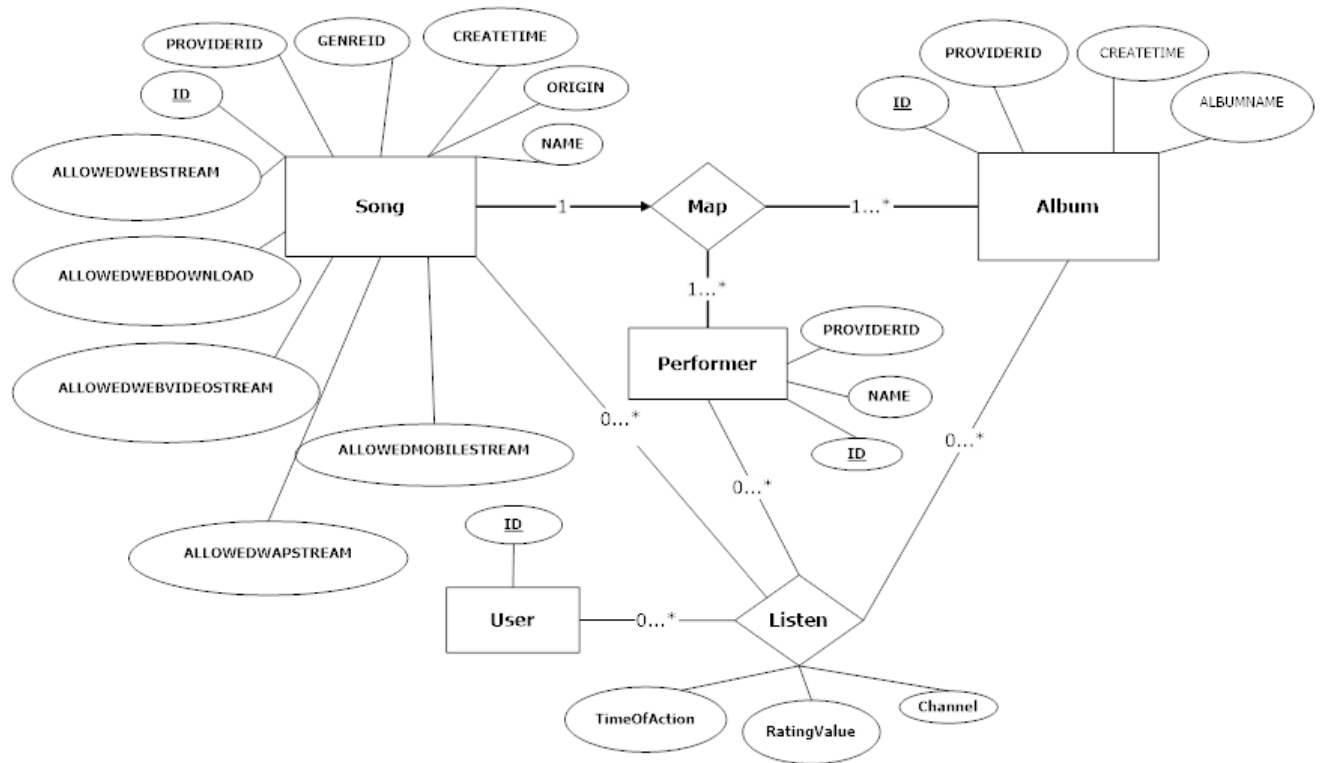 PROVIDERID
GENREID
CREATETIME
ID
ORIGIN
NAME
ALLOWEDWEBSTREAM
Song
ALLOWEDWEBDOWNLOAD
ALLOWEDWEBVIDEOSTREAM
ALLOWEDMOBILESTREAM
ALLOWEDWAPSTREAM
1
Map
1...*
PROVIDERID
CREATETIME
ID
ALBUMNAME
Album
1...*
Performer
PROVIDERID
NAME
ID
0...*
0...*
0...*
ID
User
0...*
Listen
TimeOfAction
RatingValue
Channel